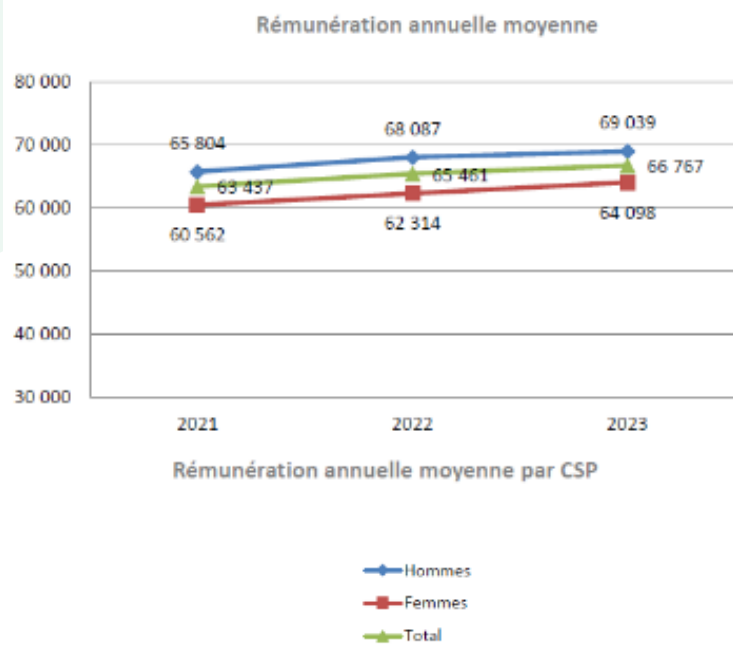 Rémunération annuelle moyenne
80 000
70 000
60 000
50 000
40 000
30 000
65 804
68 087
69 039
63 437
65 461
66 767
60 562
62 314
64 098
2021 2022 2023
Rémunération annuelle moyenne par CSP
Hommes
Femmes
Total